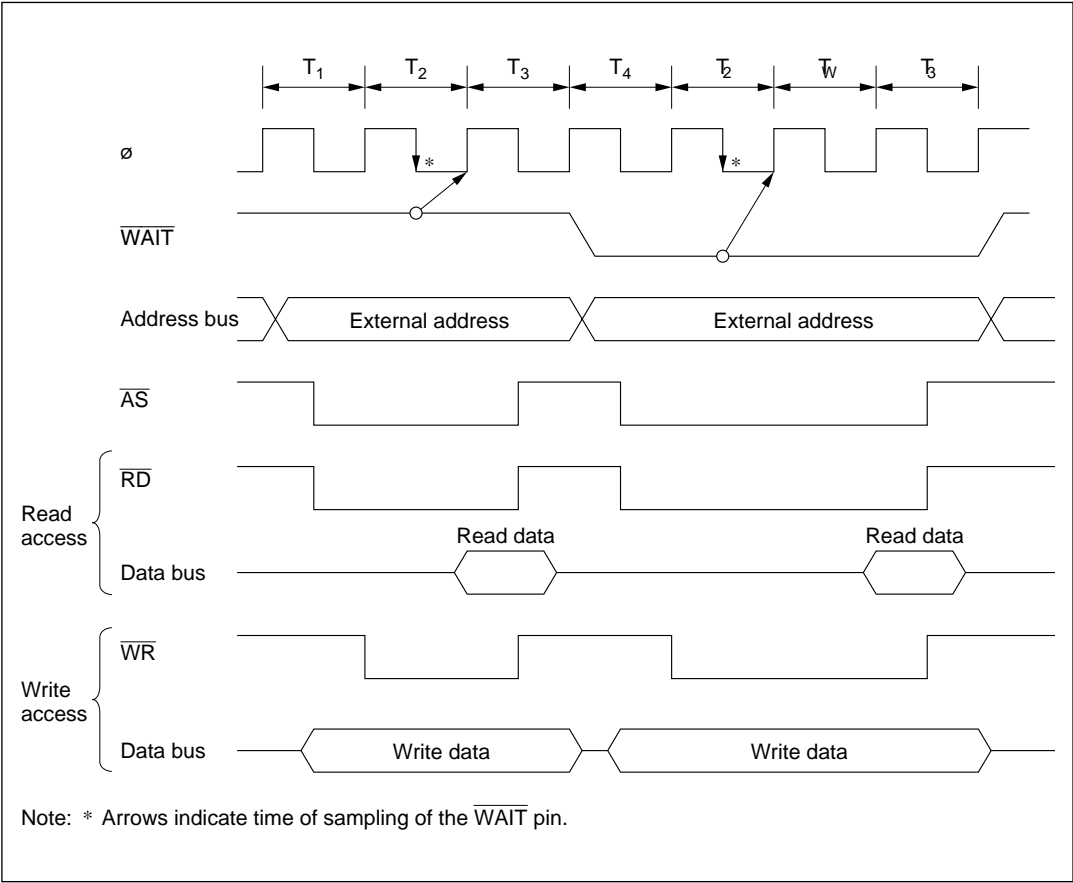 T1 T2 T3 T4 T2 TW T3
ø
*
*
WAIT
Address bus
External address
External address
AS
Read access
RD
Read data
Read data
Data bus
Write access
WR
Data bus
Write data
Write data
Note: * Arrows indicate time of sampling of the WAIT pin.